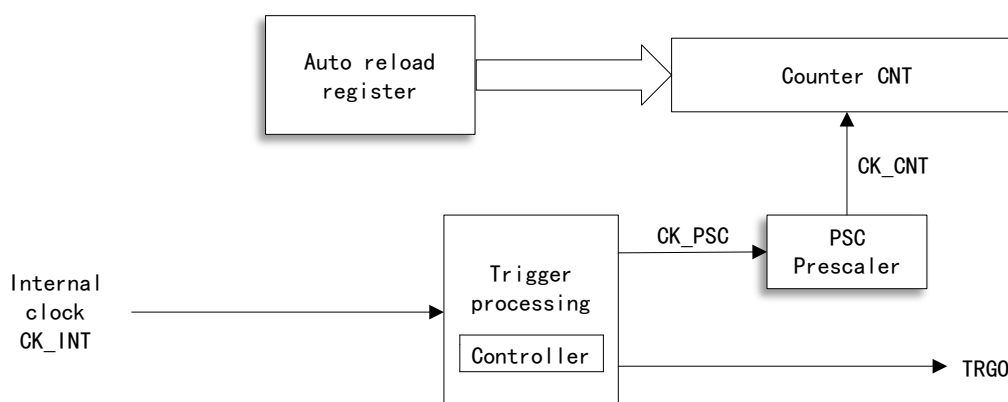 Auto reload
register
Counter CNT
CK_CNT
CK_PSC
PSC
Prescaler
Trigger
processing
Internal
clock
CK_INT
Controller
TRGO